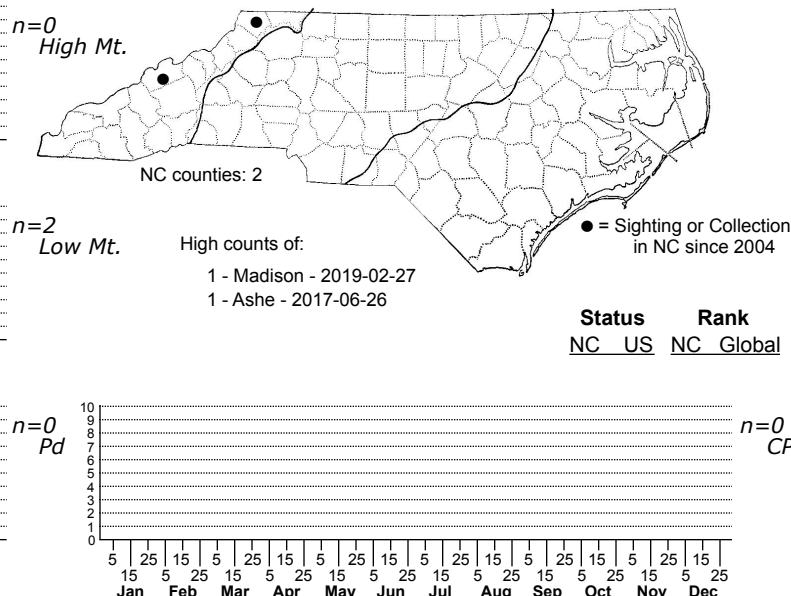 n=0
High Mt.
NC counties: 2
n=2
Low Mt.
High counts of:
1 - Madison - 2019-02-27
1 - Ashe - 2017-06-26
● = Sighting or Collection
in NC since 2004
Status Rank
NC US NC Global
n=0
Pd
10
9
8
7
6
5
4
3
2
1
0
n=0
CP
5 25 15 5 25 15 5 25 15 5 25 15 5 25 15 5 25 15
15 5 25 15 5 25 15 5 25 15 5 25 15 5 25 15 5 25
Jan Feb Mar Apr May Jun Jul Aug Sep Oct Nov Dec